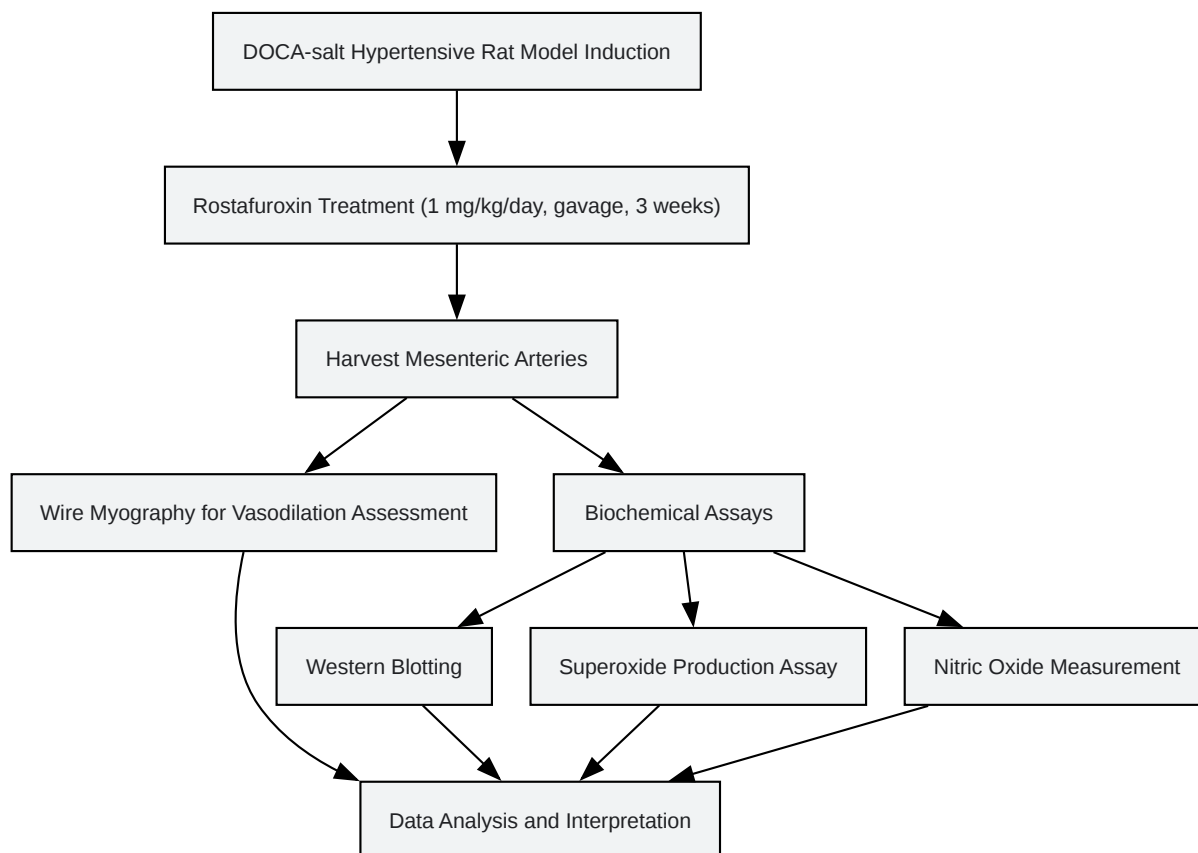 DOCA-salt Hypertensive Rat Model Induction
Rostafuroxin Treatment (1 mg/kg/day, gavage, 3 weeks)
Harvest Mesenteric Arteries
Wire Myography for Vasodilation Assessment
Biochemical Assays
Western Blotting
Superoxide Production Assay
Nitric Oxide Measurement
Data Analysis and Interpretation